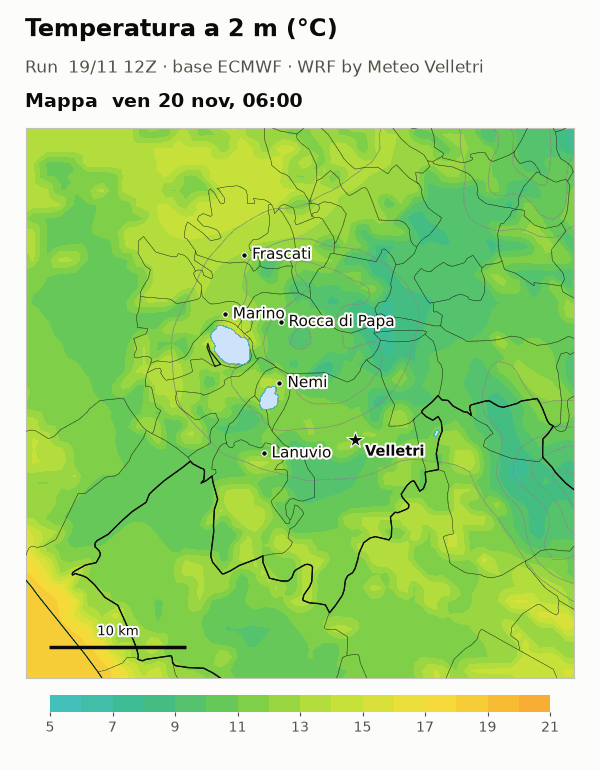 Temperatura a 2 m (°C)
Run  19/11 12Z · base ECMWF · WRF by Meteo Velletri
Mappa  ven 20 nov, 06:00
Frascati
Marino
Rocca di Papa
Nemi
Velletri
Lanuvio
10 km
5 7 9 11 13 15 17 19 21